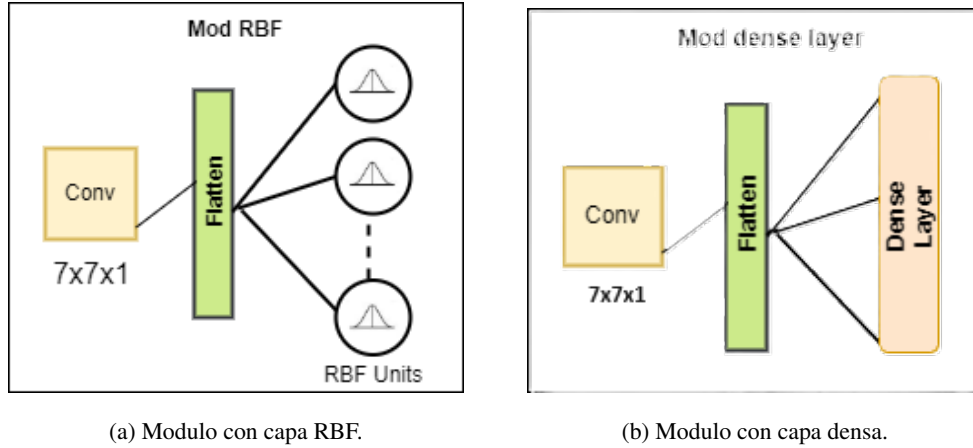 Mod RBF
Conv
7x7x1
Flatten
RBF Units
(a) Modulo con capa RBF.
Mod dense layer
Conv
7x7x1
Flatten
Dense
Layer
(b) Modulo con capa densa.